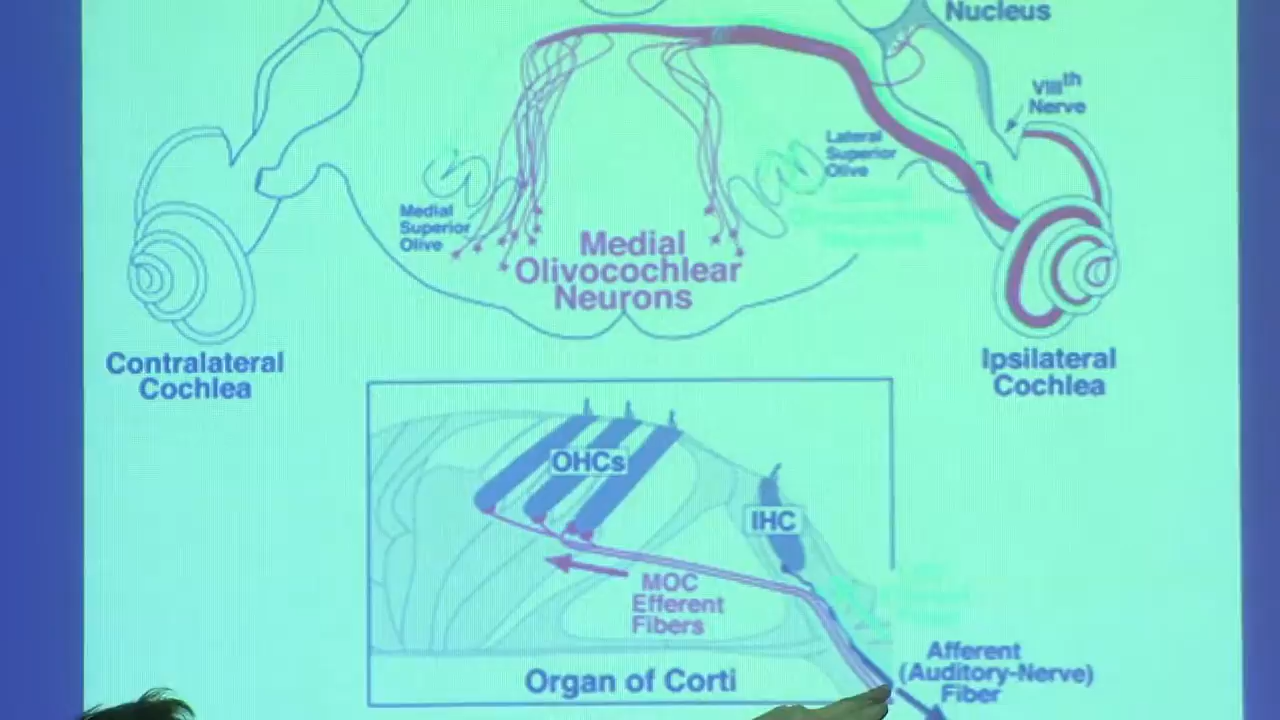 Nucleus
VIIIth
Nerve
Lateral
Superior
Olive
Medial
Superior
Olive
Medial
Olivocochlear
Neurons
Contralateral
Cochlea
Ipsilateral
Cochlea
OHCs
IHC
MOC
Efferent
Fibers
Organ of Corti
Afferent
(Auditory-Nerve)
Fiber